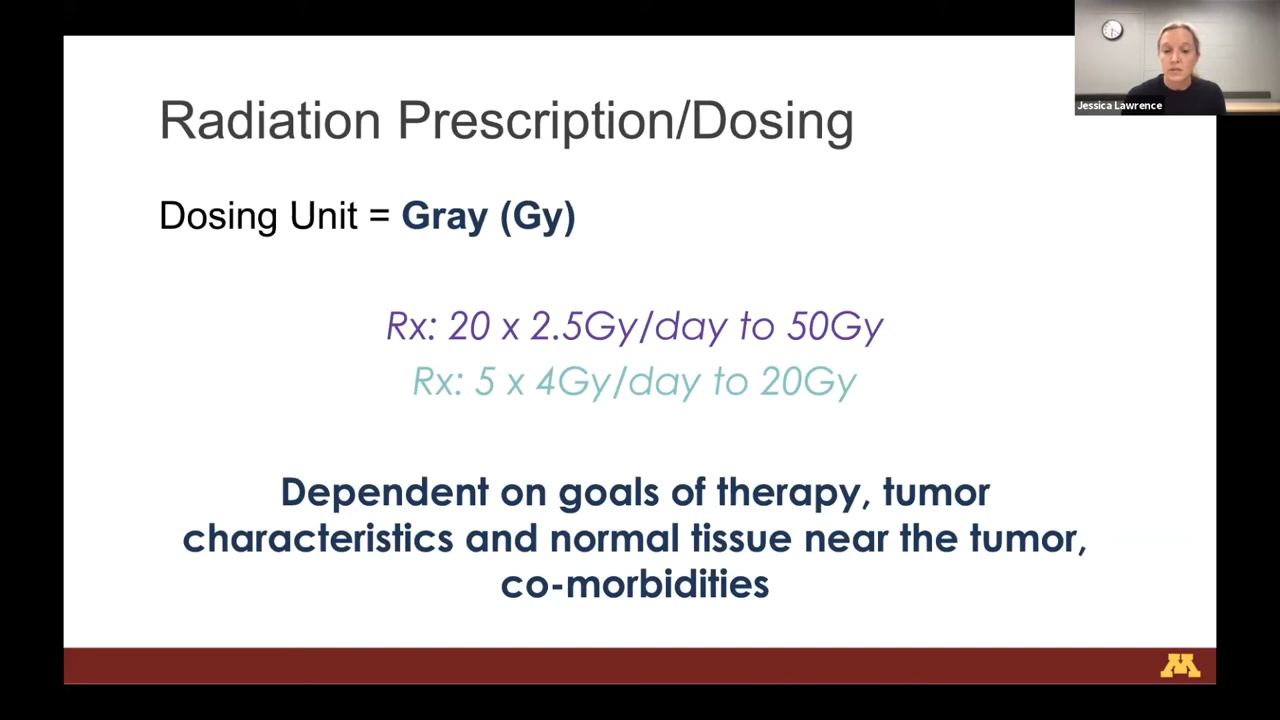 Jessica Lawrence
Radiation Prescription/Dosing
Dosing Unit = Gray (Gy)
Rx: 20 x 2.5Gy/day to 50Gy
Rx: 5 x 4Gy/day to 20Gy
Dependent on goals of therapy, tumor
characteristics and normal tissue near the tumor,
co-morbidities
M